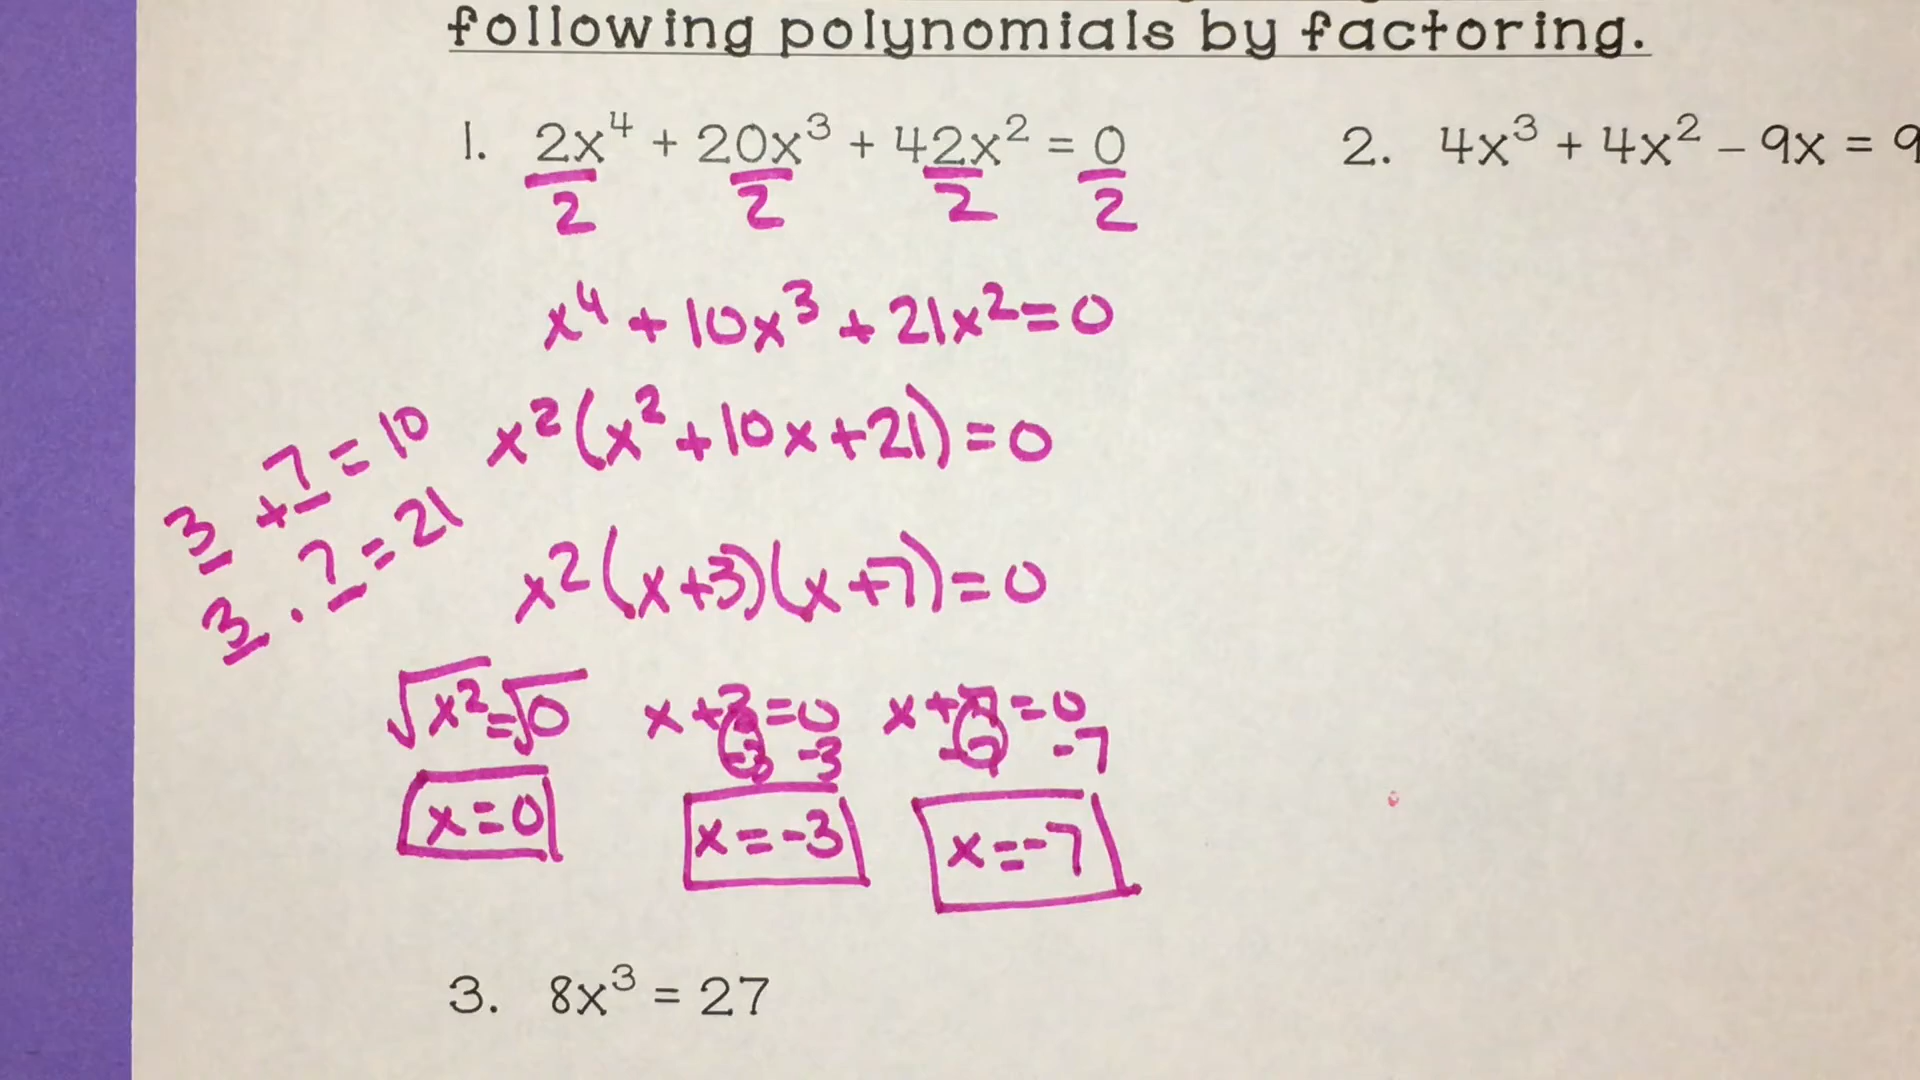 following polynomials by factoring.
1. 2x⁴ + 20x³ + 42x² = 0
2 2 2 2
x⁴ + 10x³ + 21x² = 0
x²(x² + 10x + 21) = 0
3 + 7 = 10
3 · 7 = 21
x²(x+3)(x+7) = 0
√x² = √0 x + 3 = 0 x + 7 = 0
-3 -3 -7 -7
x = 0 x = -3 x = -7
2. 4x³ + 4x² – 9x = 9
3. 8x³ = 27